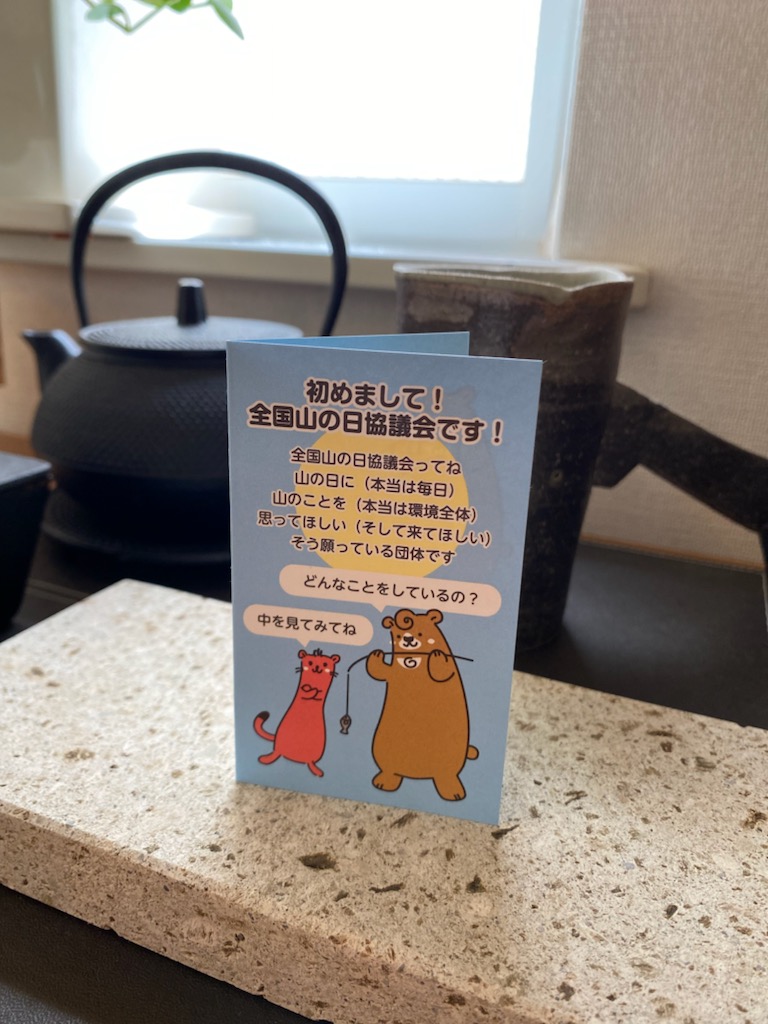 初めまして！
全国山の日協議会です！
全国山の日協議会ってね
山の日に（本当は毎日）
山のことを（本当は環境全体）
思ってほしい（そして来てほしい）
そう願っている団体です
どんなことをしているの？
中を見てみてね